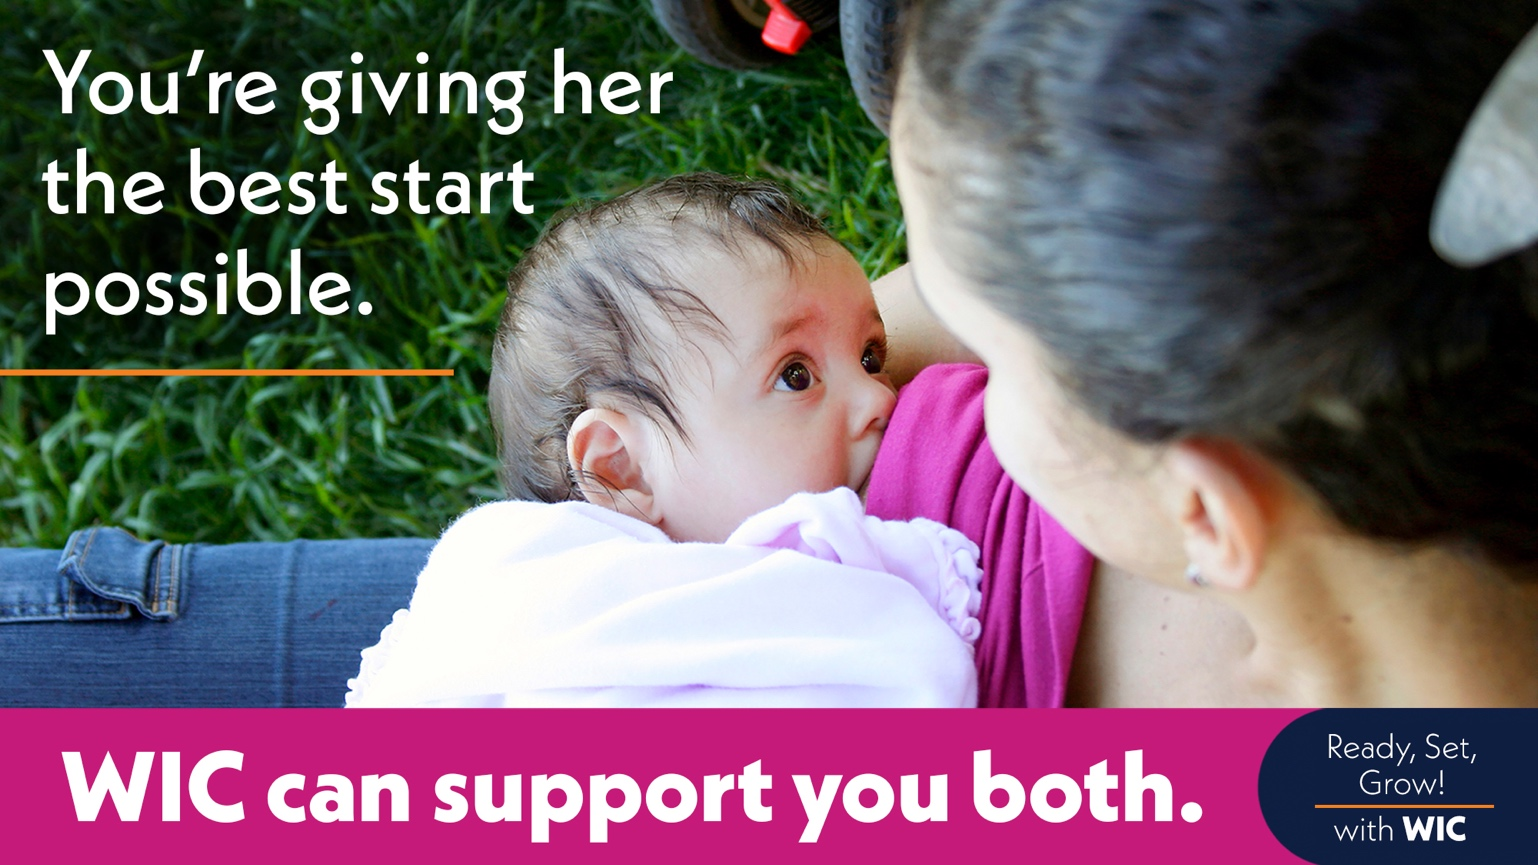 You’re giving her
the best start
possible.
WIC can support you both.
Ready, Set,
Grow!
with WIC